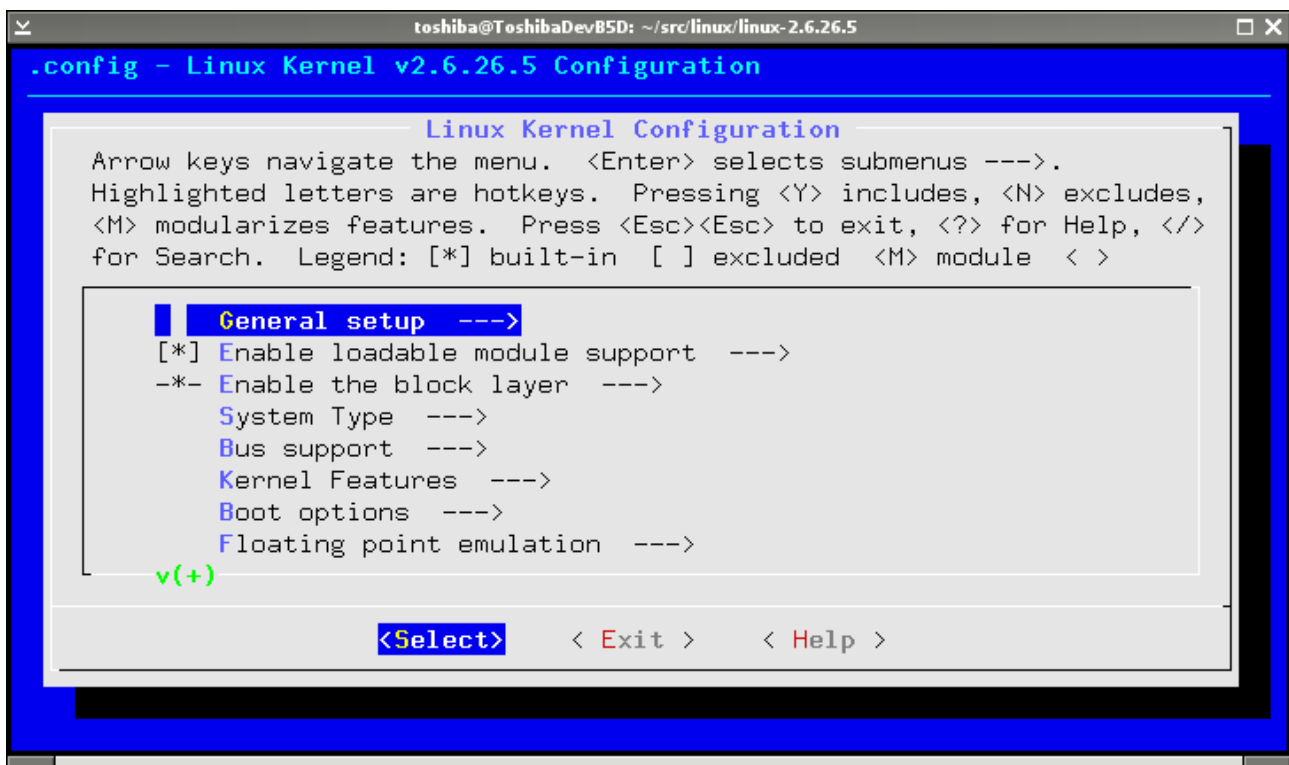 toshiba@ToshibaDevB5D: ~/src/linux/linux-2.6.26.5
.config - Linux Kernel v2.6.26.5 Configuration
Linux Kernel Configuration
Arrow keys navigate the menu.  <Enter> selects submenus --->.
Highlighted letters are hotkeys.  Pressing <Y> includes, <N> excludes,
<M> modularizes features.  Press <Esc><Esc> to exit, <?> for Help, </>
for Search.  Legend: [*] built-in  [ ] excluded  <M> module  < >
General setup  --->
[*] Enable loadable module support  --->
-*- Enable the block layer  --->
System Type  --->
Bus support  --->
Kernel Features  --->
Boot options  --->
Floating point emulation  --->
v(+)
<Select>    < Exit >    < Help >